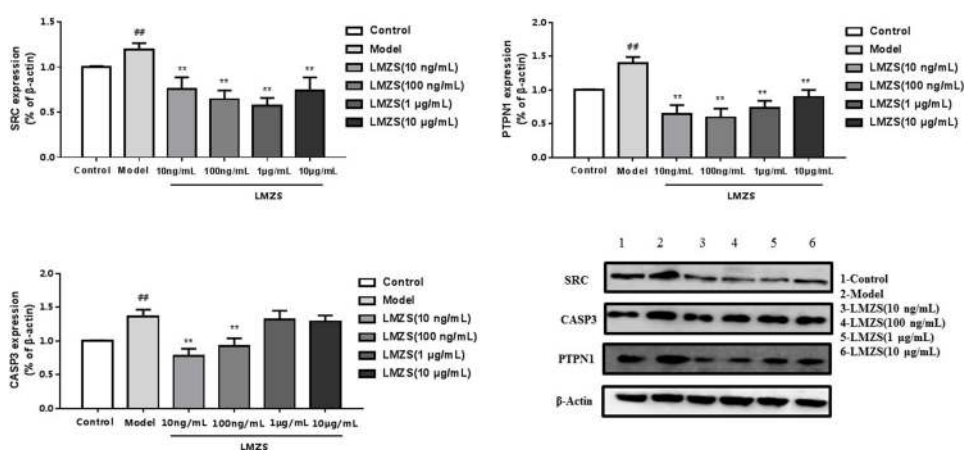 SRC expression
(% of β-actin)
1.5
1.0
0.5
0.0
##
**
**
**
**
Control
Model
10ng/mL
100ng/mL
1μg/mL
10μg/mL
LMZS
Control
Model
LMZS(10 ng/mL)
LMZS(100 ng/mL)
LMZS(1 μg/mL)
LMZS(10 μg/mL)
PTPN1 expression
(% of β-actin)
2.0
1.5
1.0
0.5
0.0
##
**
**
**
**
Control
Model
10ng/mL
100ng/mL
1μg/mL
10μg/mL
LMZS
Control
Model
LMZS(10 ng/mL)
LMZS(100 ng/mL)
LMZS(1 μg/mL)
LMZS(10 μg/mL)
CASP3 expression
(% of β-actin)
2.0
1.5
1.0
0.5
0.0
##
**
**
Control
Model
10ng/mL
100ng/mL
1μg/mL
10μg/mL
LMZS
Control
Model
LMZS(10 ng/mL)
LMZS(100 ng/mL)
LMZS(1 μg/mL)
LMZS(10 μg/mL)
1 2 3 4 5 6
SRC
CASP3
PTPN1
β-Actin
1-Control
2-Model
3-LMZS(10 ng/mL)
4-LMZS(100 ng/mL)
5-LMZS(1 μg/mL)
6-LMZS(10 μg/mL)